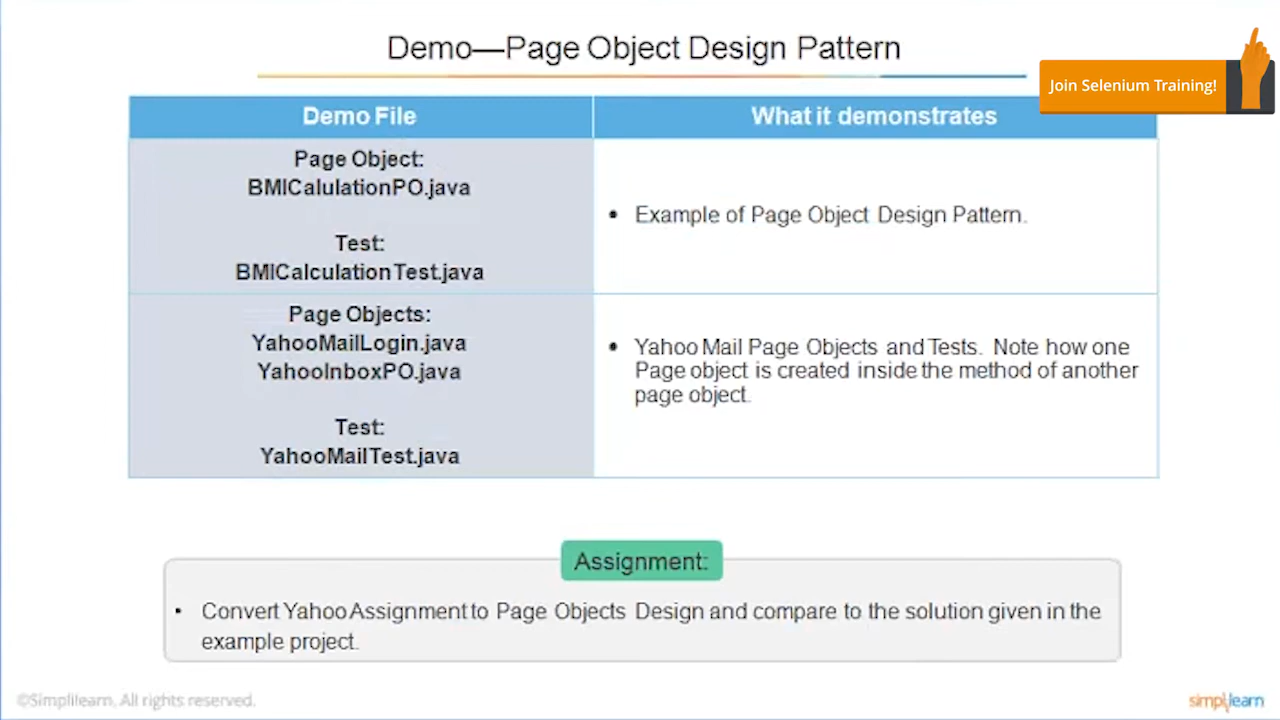 Demo—Page Object Design Pattern
Join Selenium Training!
Demo File
What it demonstrates
Page Object:
BMICalulationPO.java
Test:
BMICalculationTest.java
• Example of Page Object Design Pattern.
Page Objects:
YahooMailLogin.java
YahooInboxPO.java
Test:
YahooMailTest.java
• Yahoo Mail Page Objects and Tests. Note how one
Page object is created inside the method of another
page object.
Assignment:
• Convert Yahoo Assignment to Page Objects Design and compare to the solution given in the
example project.
©Simplilearn, All rights reserved.
simplilearn